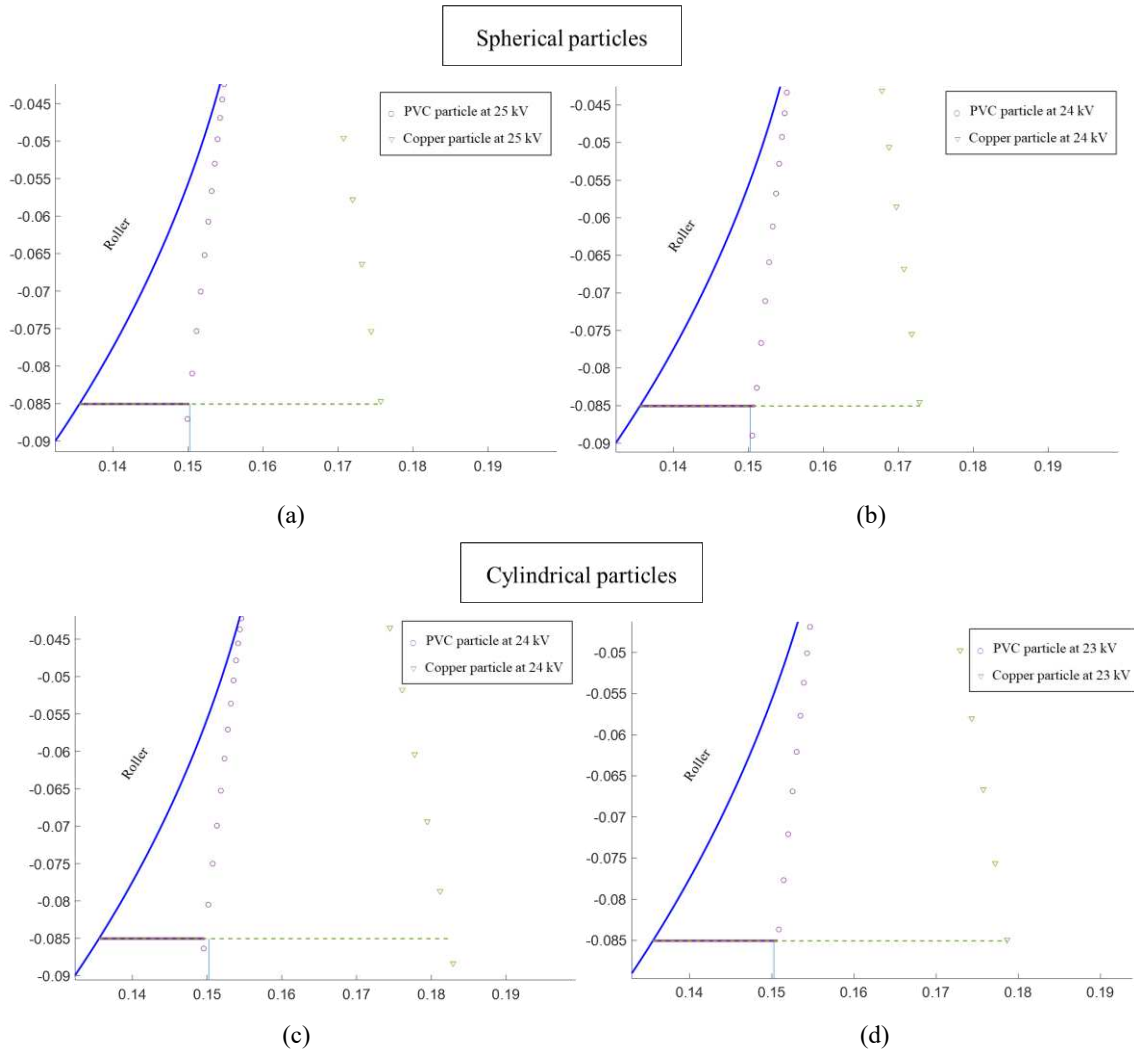 Spherical particles
-0.045
-0.05
-0.055
-0.06
-0.065
-0.07
-0.075
-0.08
-0.085
-0.09
0.14 0.15 0.16 0.17 0.18 0.19
Roller
PVC particle at 25 kV
Copper particle at 25 kV
(a)
-0.045
-0.05
-0.055
-0.06
-0.065
-0.07
-0.075
-0.08
-0.085
-0.09
0.14 0.15 0.16 0.17 0.18 0.19
Roller
PVC particle at 24 kV
Copper particle at 24 kV
(b)
Cylindrical particles
-0.045
-0.05
-0.055
-0.06
-0.065
-0.07
-0.075
-0.08
-0.085
-0.09
0.14 0.15 0.16 0.17 0.18 0.19
Roller
PVC particle at 24 kV
Copper particle at 24 kV
(c)
-0.05
-0.055
-0.06
-0.065
-0.07
-0.075
-0.08
-0.085
0.14 0.15 0.16 0.17 0.18 0.19
Roller
PVC particle at 23 kV
Copper particle at 23 kV
(d)